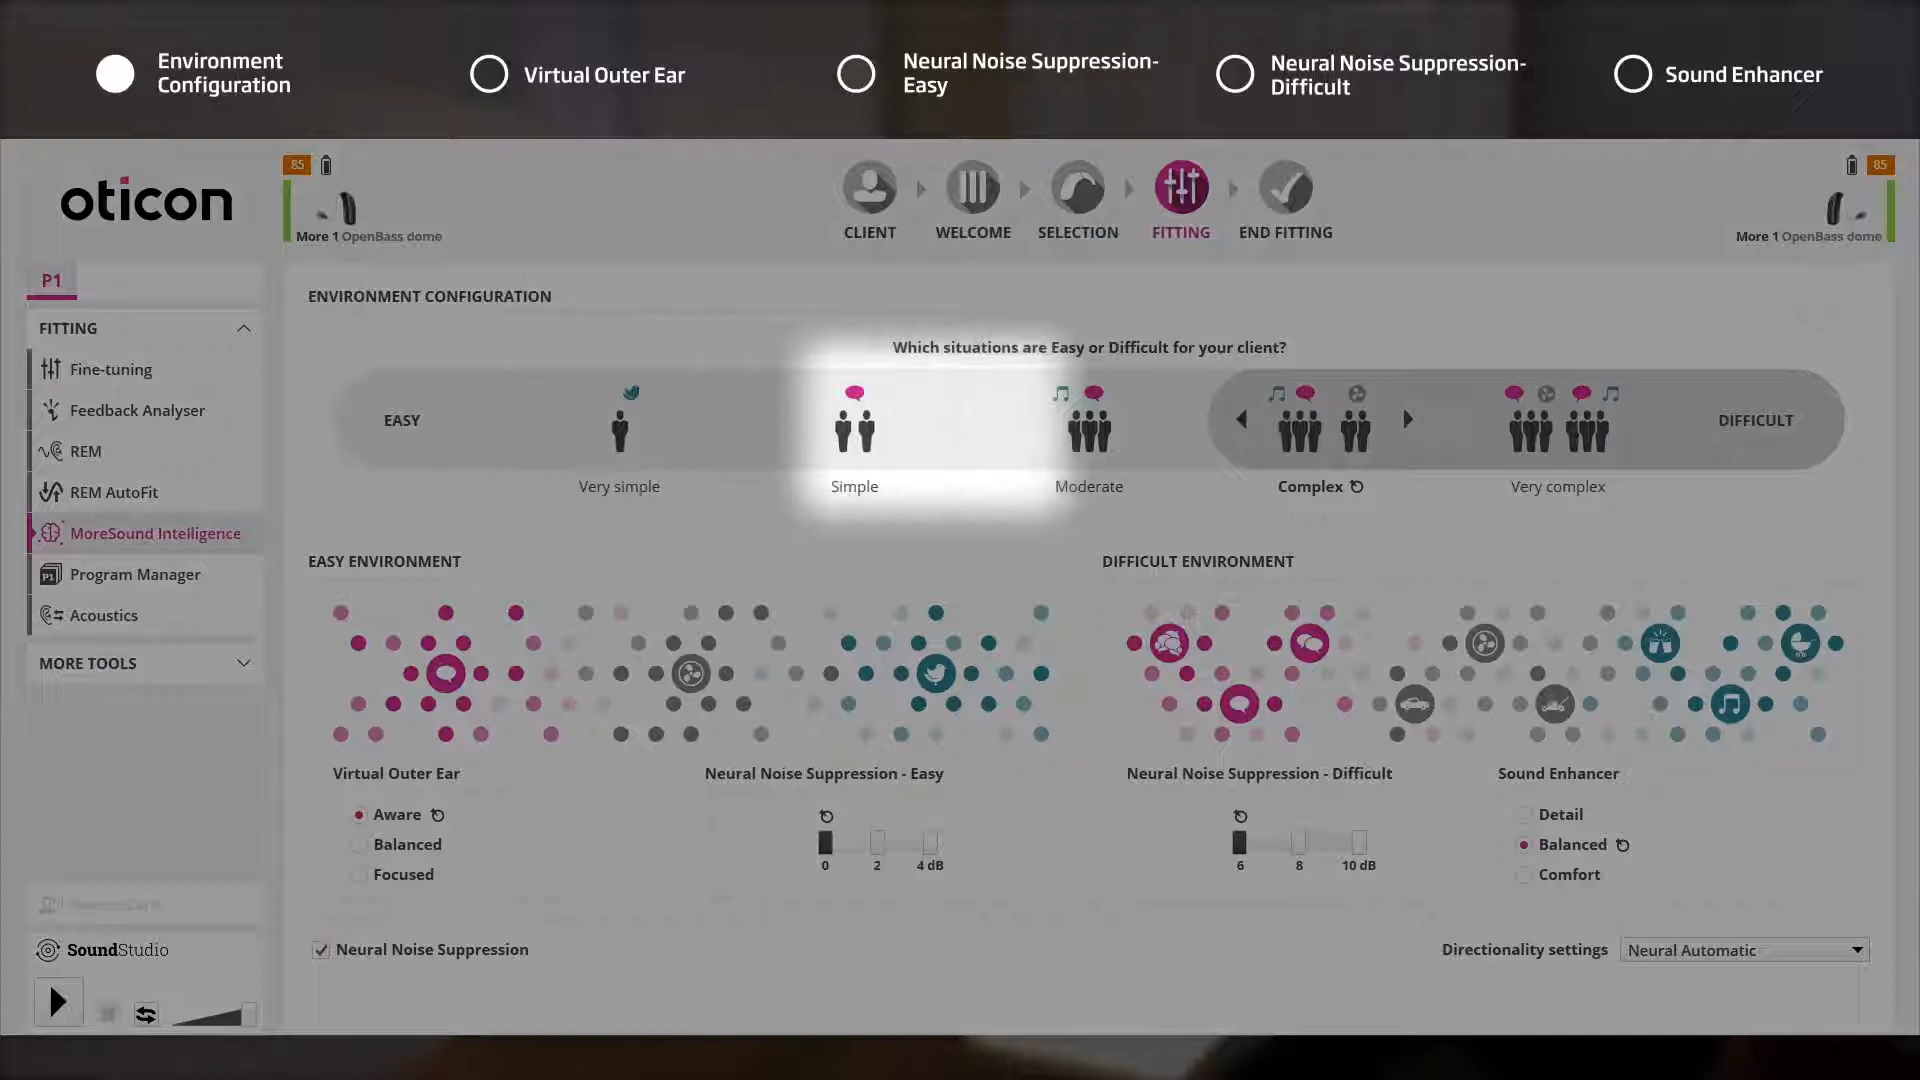 Environment
Configuration
Virtual Outer Ear
Neural Noise Suppression-
Easy
Neural Noise Suppression-
Difficult
Sound Enhancer
85
85
oticon
More 1 OpenBass dome
CLIENT
WELCOME
SELECTION
FITTING
END FITTING
More 1 OpenBass dome
P1
FITTING
Fine-tuning
Feedback Analyser
REM
REM AutoFit
MoreSound Intelligence
P1
Program Manager
Acoustics
MORE TOOLS
ENVIRONMENT CONFIGURATION
Which situations are Easy or Difficult for your client?
EASY
DIFFICULT
Very simple
Simple
Moderate
Complex
Very complex
EASY ENVIRONMENT
DIFFICULT ENVIRONMENT
Virtual Outer Ear
Aware
Balanced
Focused
Neural Noise Suppression - Easy
0
2
4 dB
Neural Noise Suppression - Difficult
6
8
10 dB
Sound Enhancer
Detail
Balanced
Comfort
SoundStudio
Neural Noise Suppression
Directionality settings
Neural Automatic